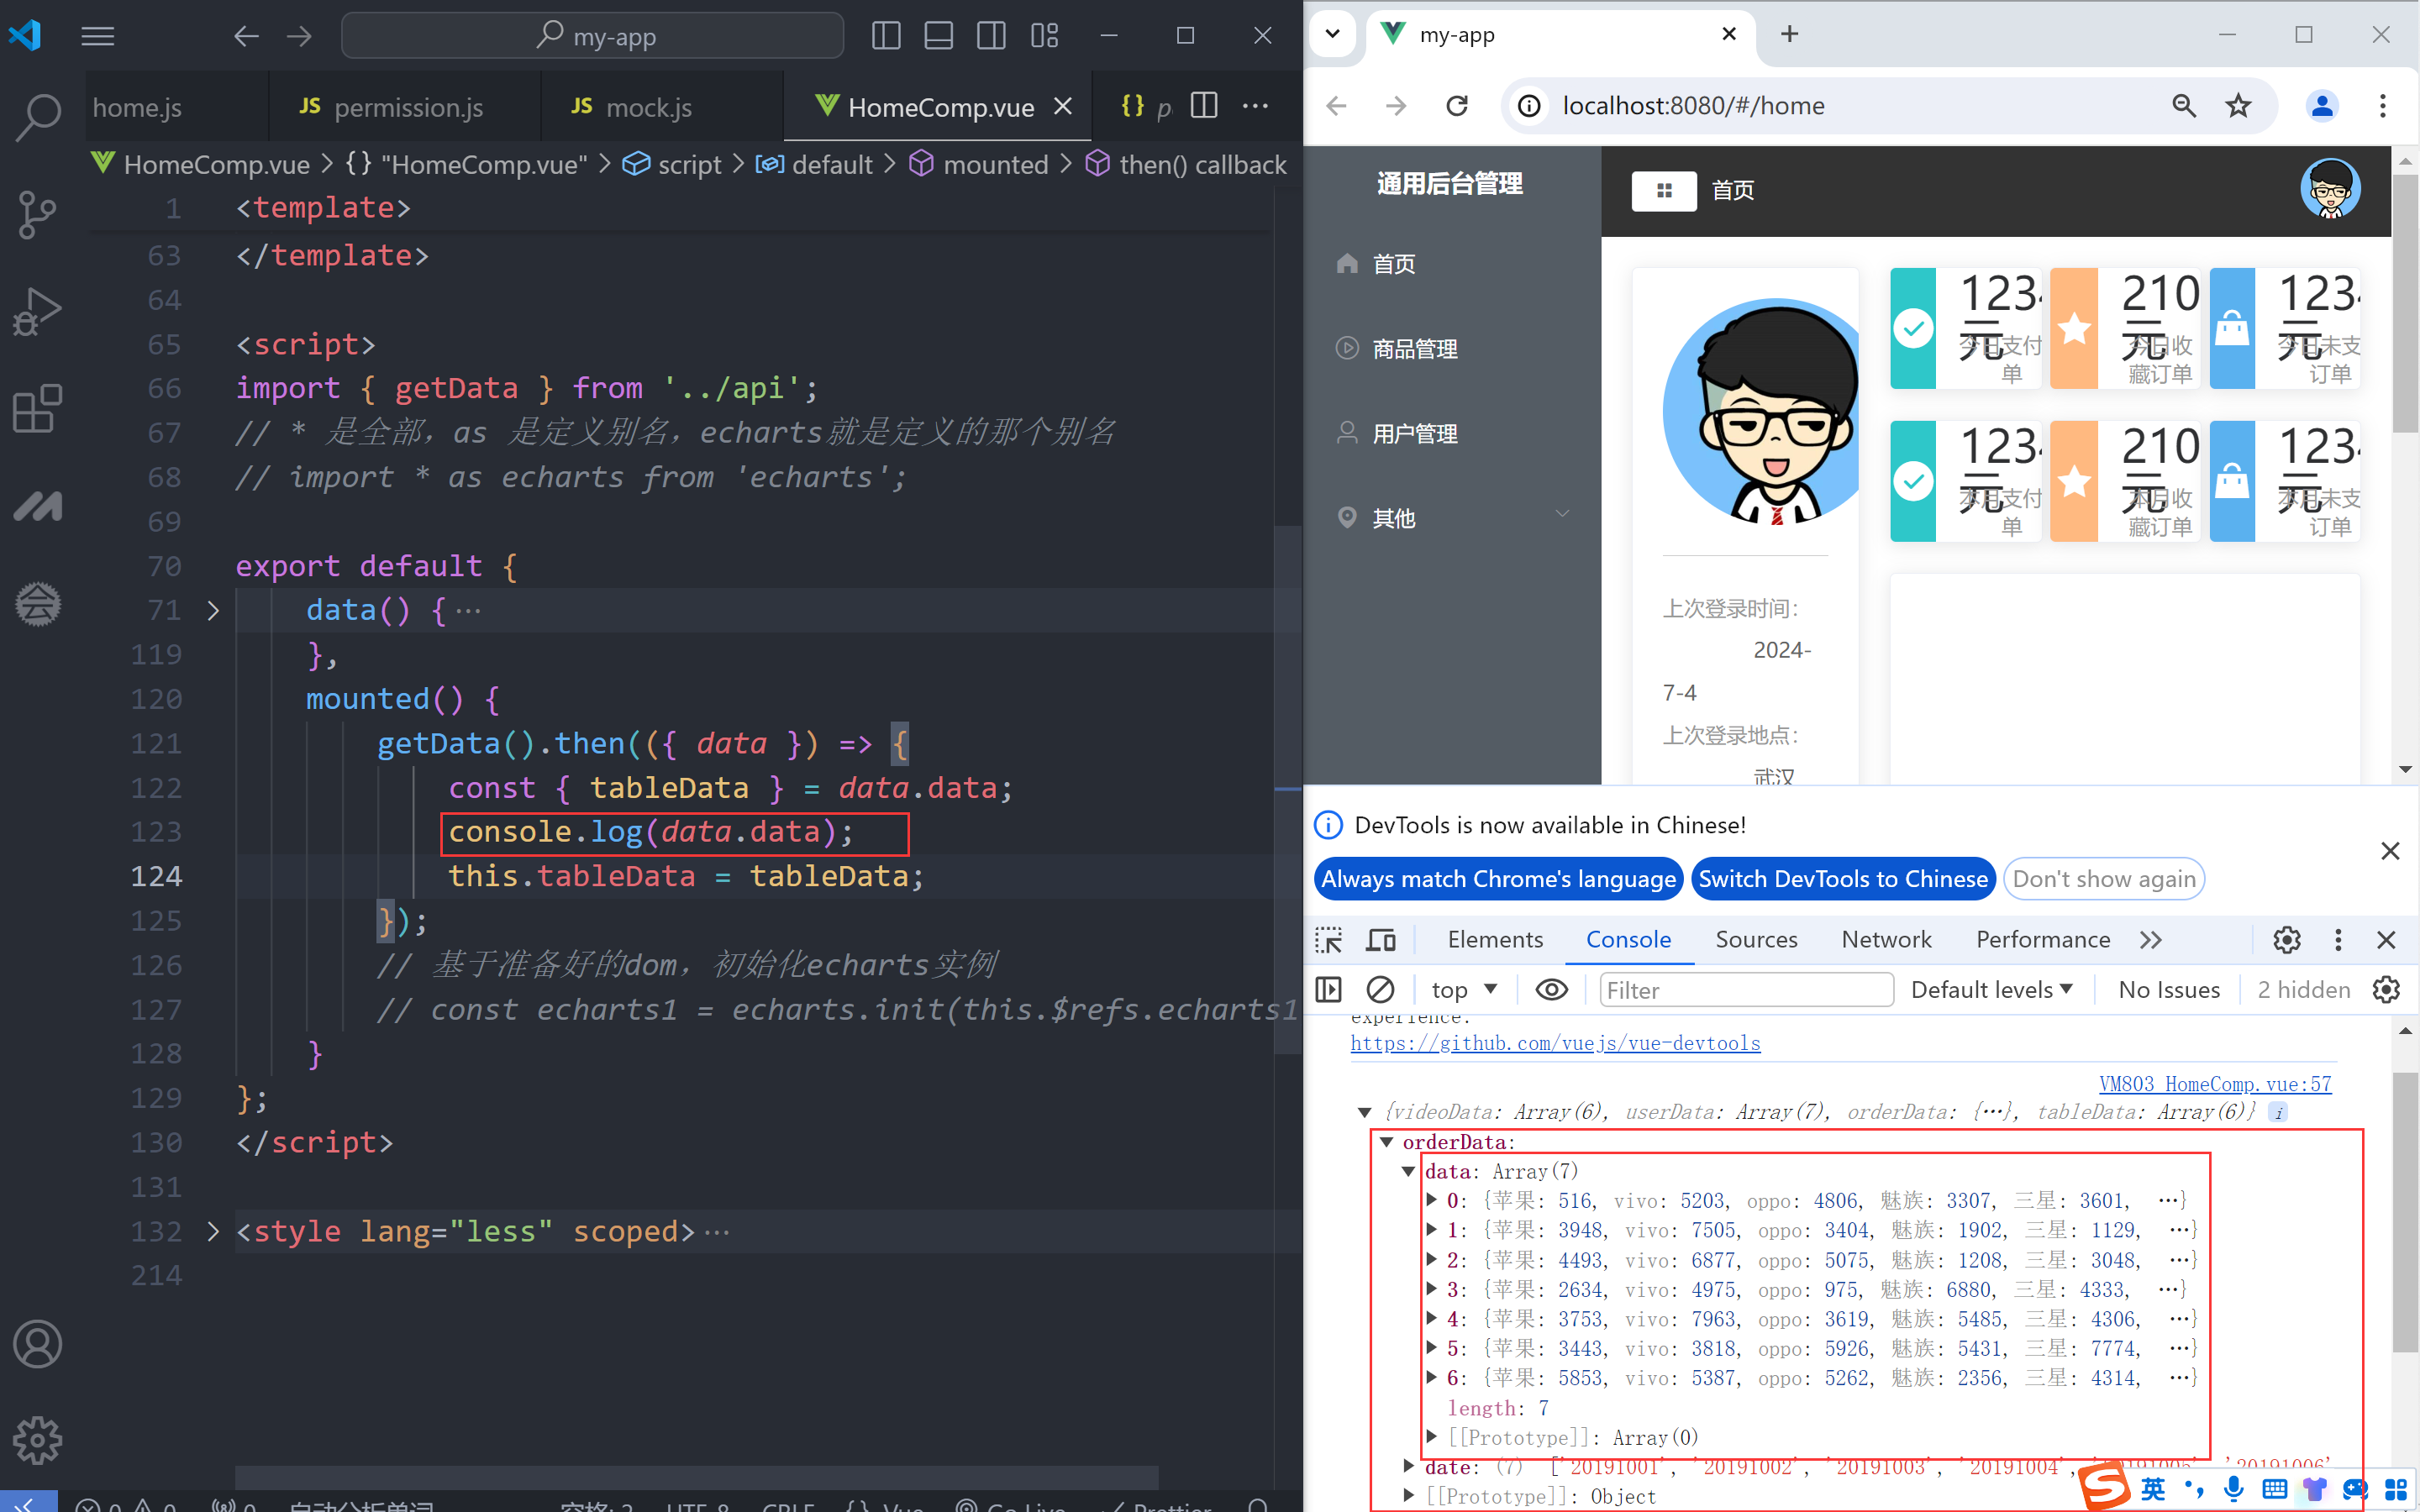 my-app
home.js
JS permission.js
JS mock.js
HomeComp.vue
{} p
HomeComp.vue > {} "HomeComp.vue" > script > default > mounted > then() callback
1 <template>
63 </template>
64
65 <script>
66 import { getData } from '../api';
67 // * 是全部，as 是定义别名，echarts就是定义的那个别名
68 // import * as echarts from 'echarts';
69
70 export default {
71 data() { ···
119 },
120 mounted() {
121 getData().then(({ data }) => {
122 const { tableData } = data.data;
123 console.log(data.data);
124 this.tableData = tableData;
125 });
126 // 基于准备好的dom，初始化echarts实例
127 // const echarts1 = echarts.init(this.$refs.echarts1
128 }
129 };
130 </script>
131
132 <style lang="less" scoped> ···
214
my-app
localhost:8080/#/home
通用后台管理
首页
商品管理
用户管理
其他
首页
上次登录时间:
2024-
7-4
上次登录地点:
武汉
1234
元
今日支付
单
210
元
今日收
藏订单
1234
元
今日未支
订单
1234
元
本月支付
单
210
元
本月收
藏订单
1234
元
本月未支
订单
DevTools is now available in Chinese!
Always match Chrome's language Switch DevTools to Chinese Don't show again
Elements Console Sources Network Performance
top Filter Default levels No Issues 2 hidden
experience:
https://github.com/vuejs/vue-devtools
VM803 HomeComp.vue:57
{videoData: Array(6), userData: Array(7), orderData: {…}, tableData: Array(6)}
orderData:
data: Array(7)
0: {苹果: 516, vivo: 5203, oppo: 4806, 魅族: 3307, 三星: 3601, …}
1: {苹果: 3948, vivo: 7505, oppo: 3404, 魅族: 1902, 三星: 1129, …}
2: {苹果: 4493, vivo: 6877, oppo: 5075, 魅族: 1208, 三星: 3048, …}
3: {苹果: 2634, vivo: 4975, oppo: 975, 魅族: 6880, 三星: 4333, …}
4: {苹果: 3753, vivo: 7963, oppo: 3619, 魅族: 5485, 三星: 4306, …}
5: {苹果: 3443, vivo: 3818, oppo: 5926, 魅族: 5431, 三星: 7774, …}
6: {苹果: 5853, vivo: 5387, oppo: 5262, 魅族: 2356, 三星: 4314, …}
length: 7
[[Prototype]]: Array(0)
date: (7) ['20191001', '20191002', '20191003', '20191004', '20191005', '20191006'
[[Prototype]]: Object
英
0 0 0 自动分析单词 空格: 2 UTF-8 CRLF {} Vue Go Live Prettier